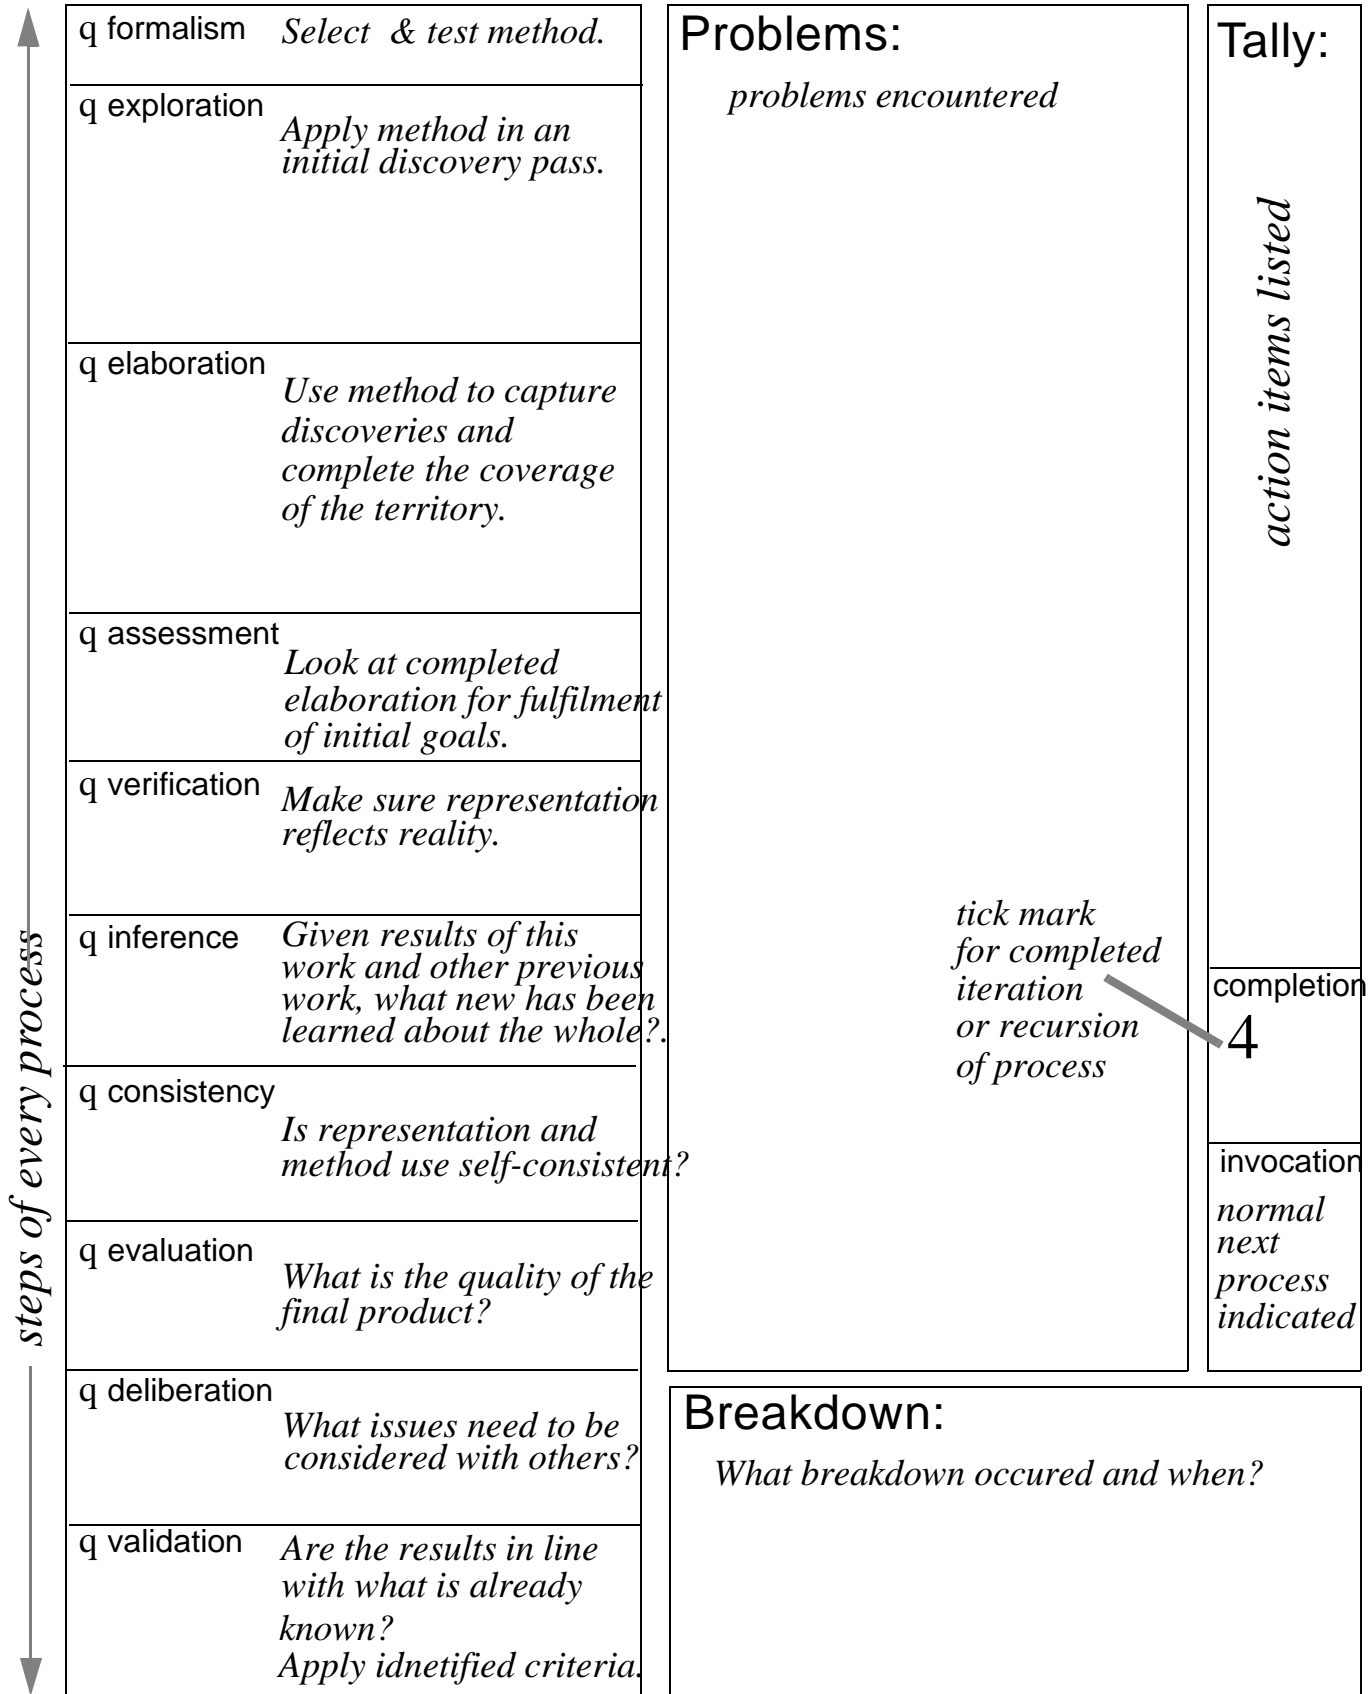 steps of every process
q formalism Select & test method.
q exploration
Apply method in an
initial discovery pass.
q elaboration
Use method to capture
discoveries and
complete the coverage
of the territory.
q assessment
Look at completed
elaboration for fulfilment
of initial goals.
q verification
Make sure representation
reflects reality.
q inference
Given results of this
work and other previous
work, what new has been
learned about the whole?.
q consistency
Is representation and
method use self-consistent?
q evaluation
What is the quality of the
final product?
q deliberation
What issues need to be
considered with others?
q validation
Are the results in line
with what is already
known?
Apply idnetified criteria.
Problems:
problems encountered
tick mark
for completed
iteration
or recursion
of process
Tally:
action items listed
completion
4
invocation
normal
next
process
indicated
Breakdown:
What breakdown occured and when?